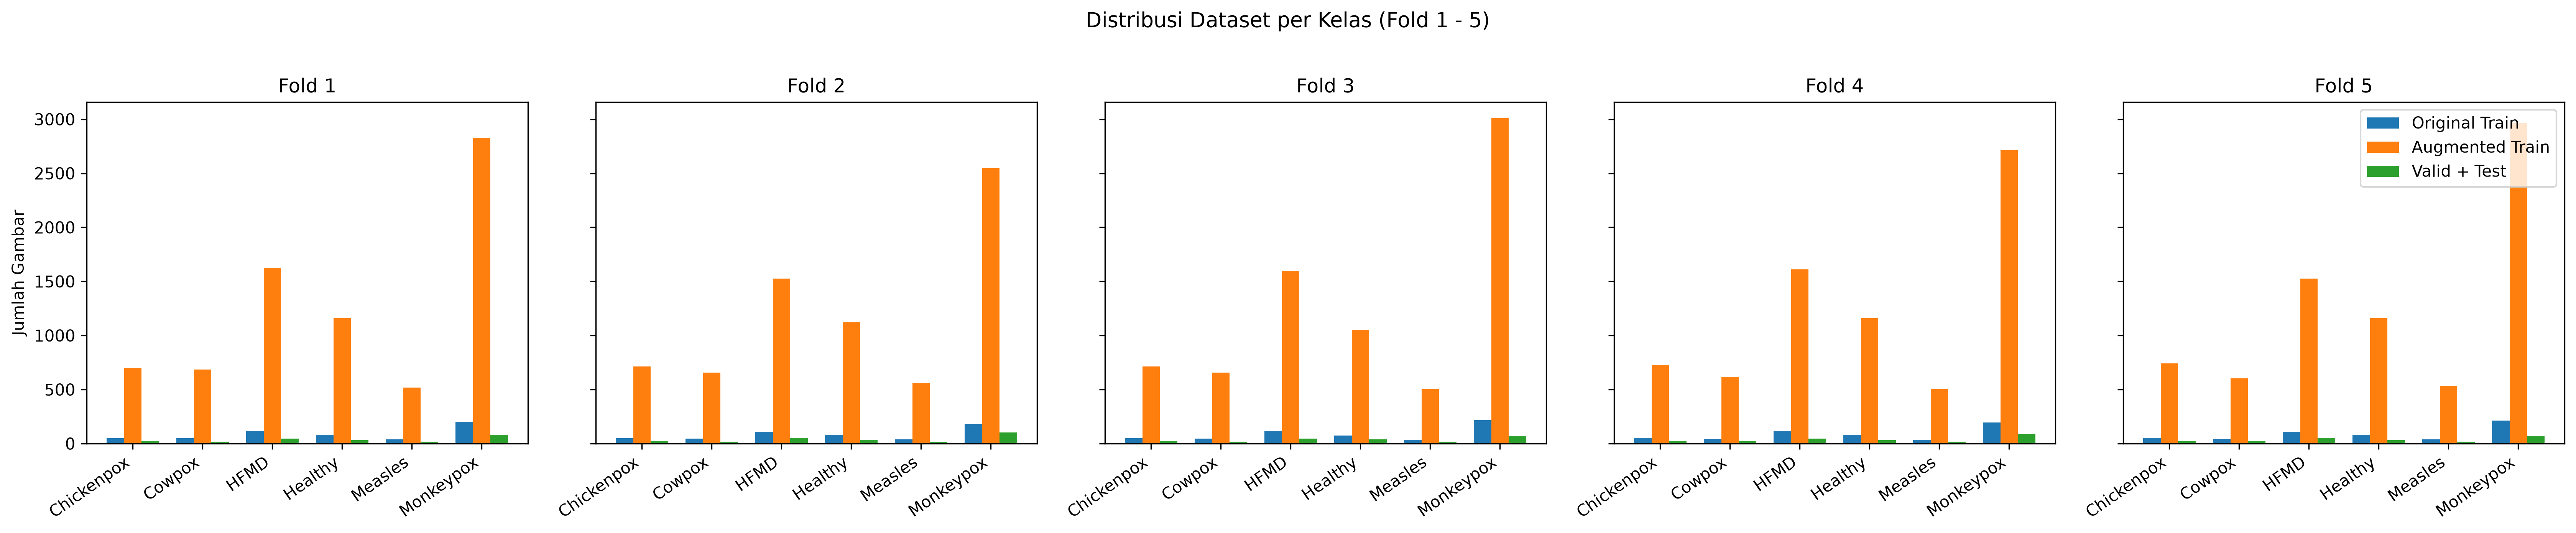 Distribusi Dataset per Kelas (Fold 1 - 5)
Fold 1
Fold 2
Fold 3
Fold 4
Fold 5
Jumlah Gambar
3000
2500
2000
1500
1000
500
0
Original Train
Augmented Train
Valid + Test
Chickenpox Cowpox HFMD Healthy Measles Monkeypox
Chickenpox Cowpox HFMD Healthy Measles Monkeypox
Chickenpox Cowpox HFMD Healthy Measles Monkeypox
Chickenpox Cowpox HFMD Healthy Measles Monkeypox
Chickenpox Cowpox HFMD Healthy Measles Monkeypox